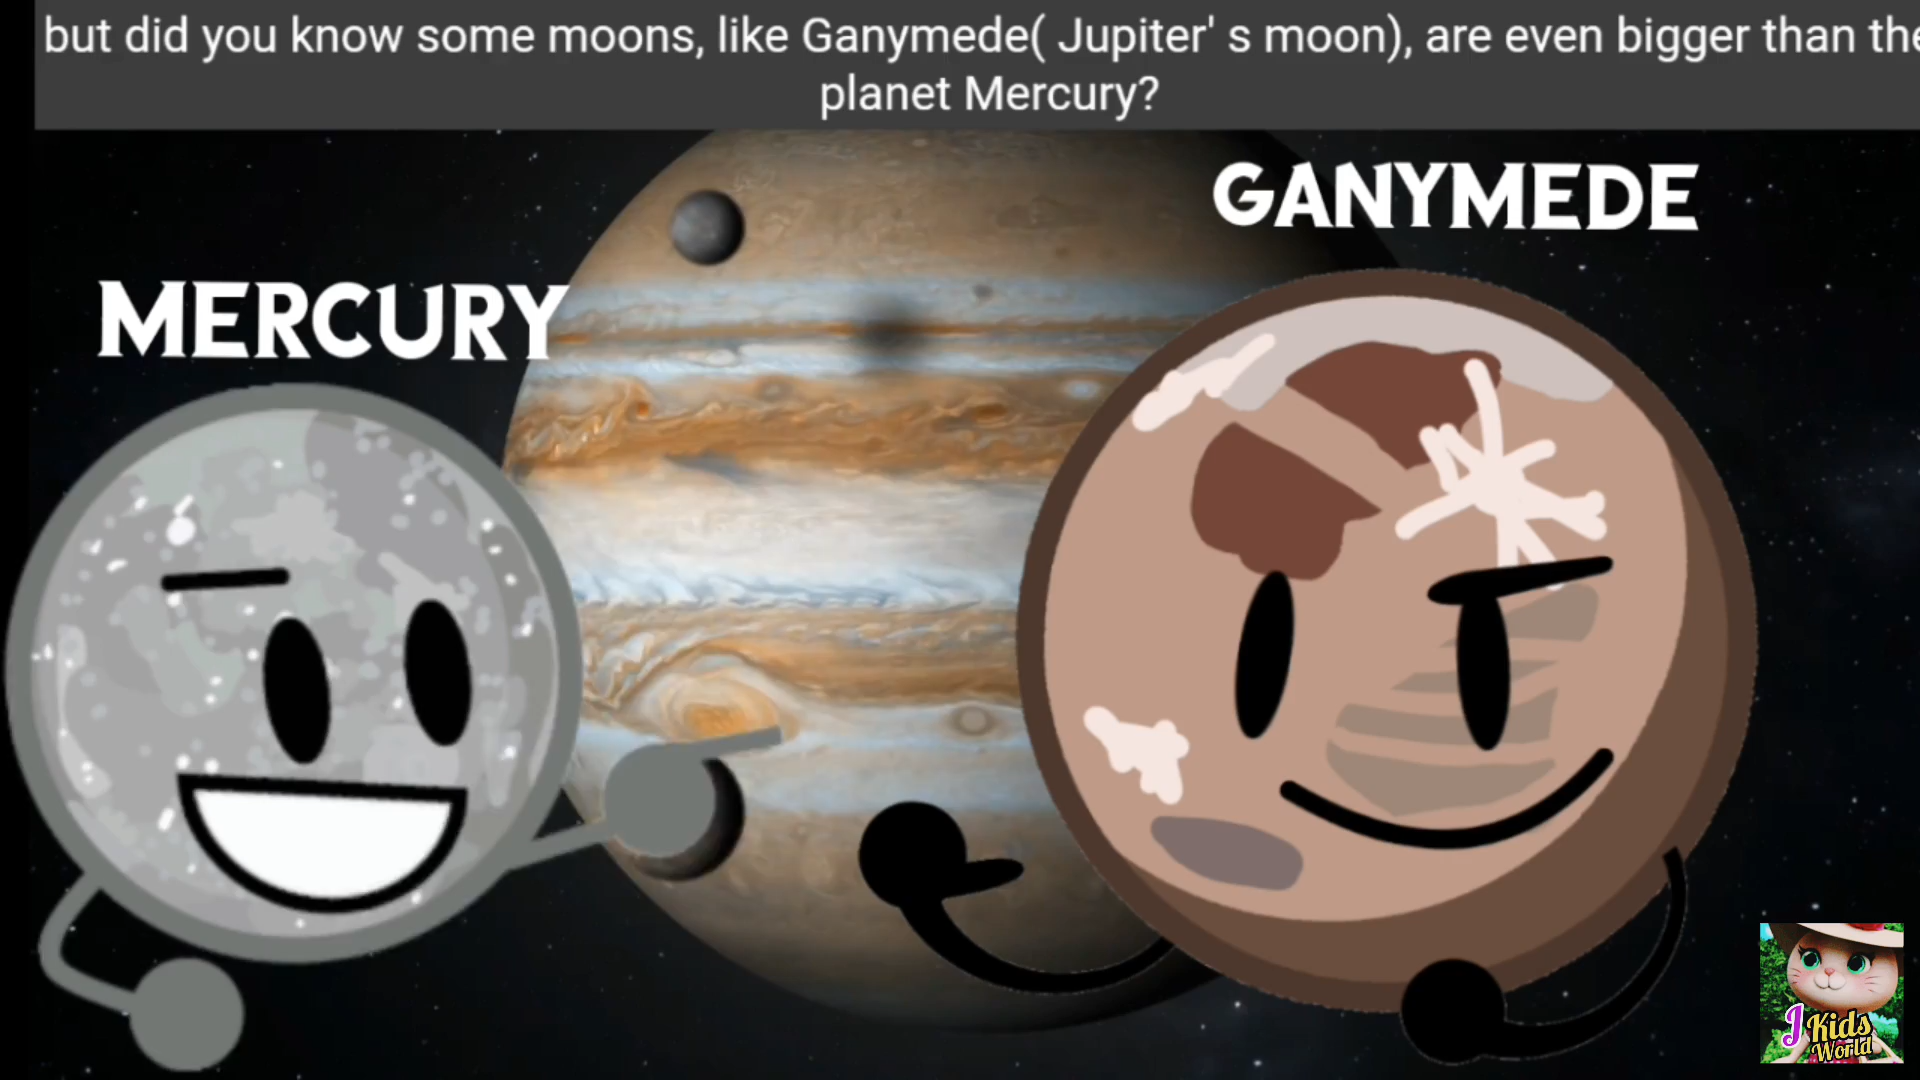 but did you know some moons, like Ganymede( Jupiter' s moon), are even bigger than the
planet Mercury?
GANYMEDE
MERCURY
J Kids
World